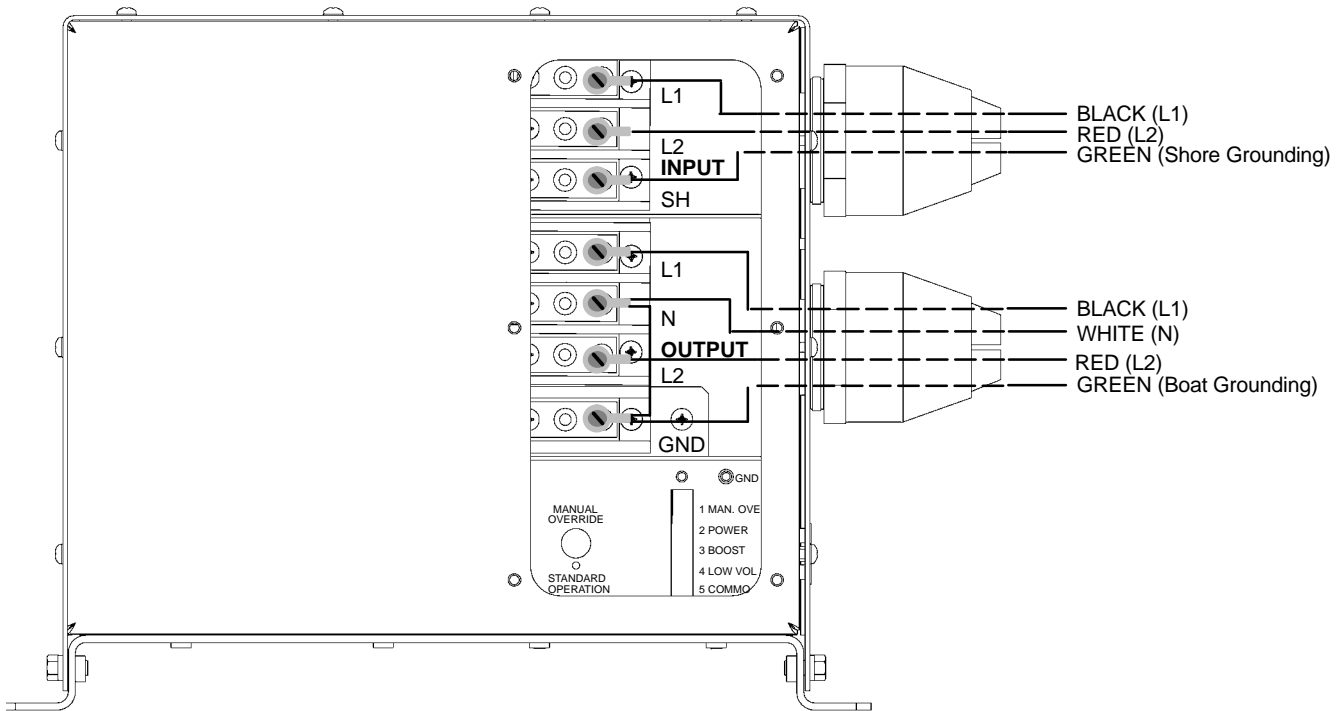 L1
L2
INPUT
SH
BLACK (L1)
RED (L2)
GREEN (Shore Grounding)
L1
N
OUTPUT
L2
GND
BLACK (L1)
WHITE (N)
RED (L2)
GREEN (Boat Grounding)
GND
MANUAL
OVERRIDE
STANDARD
OPERATION
1 MAN. OVE
2 POWER
3 BOOST
4 LOW VOL
5 COMMO